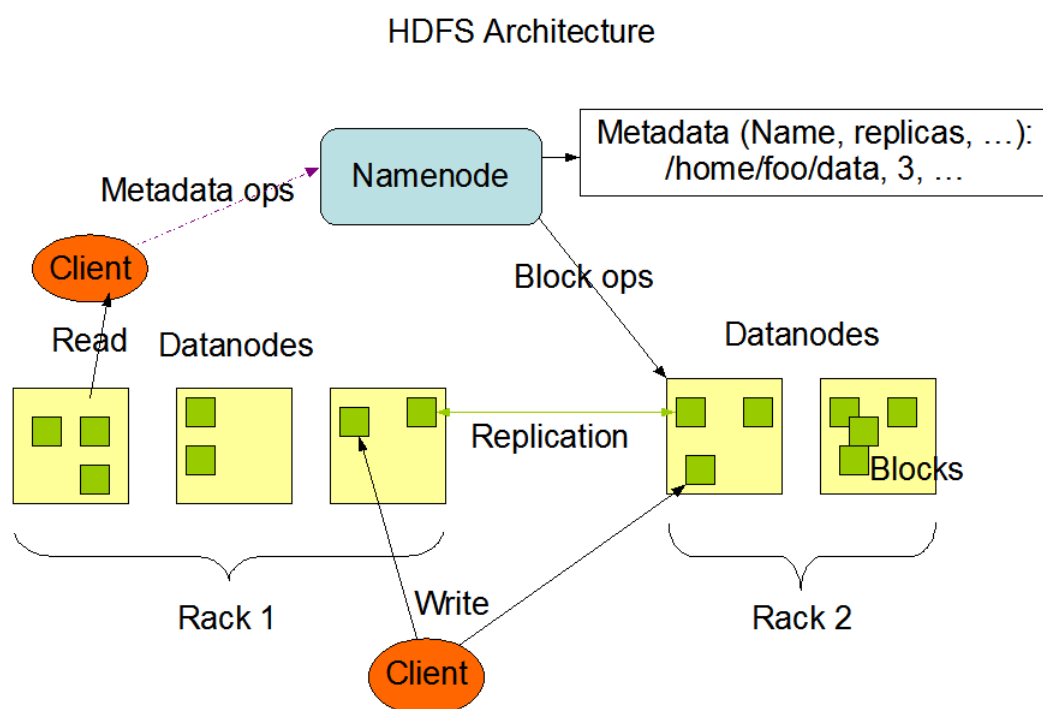 HDFS Architecture
Metadata (Name, replicas, …):
/home/foo/data, 3, …
Namenode
Metadata ops
Client
Block ops
Read
Datanodes
Datanodes
Replication
Blocks
Rack 1
Write
Rack 2
Client